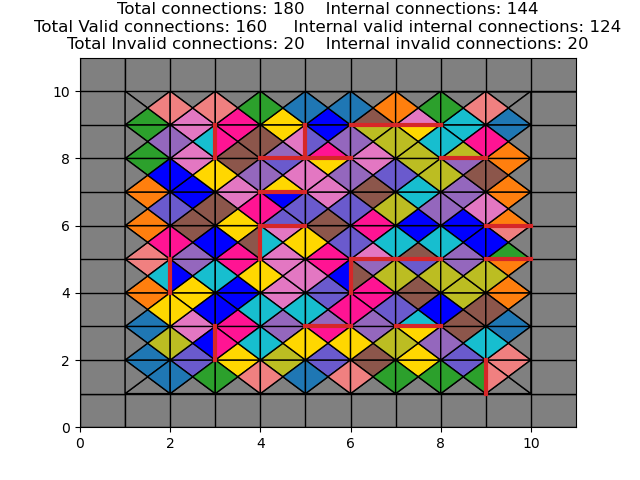 Total connections: 180    Internal connections: 144
Total Valid connections: 160     Internal valid internal connections: 124
Total Invalid connections: 20    Internal invalid connections: 20
10
8
6
4
2
0
0 2 4 6 8 10